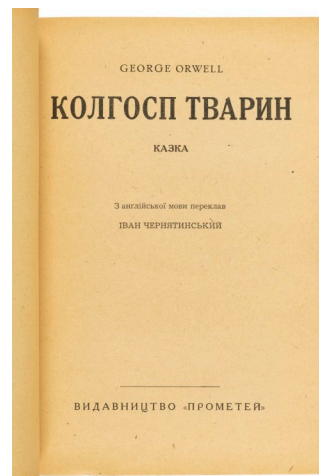 GEORGE ORWELL
КОЛГОСП ТВАРИН
КАЗКА
З англійської мови переклав
ІВАН ЧЕРНЯТИНСЬКИЙ
ВИДАВНИЦТВО «ПРОМЕТЕЙ»